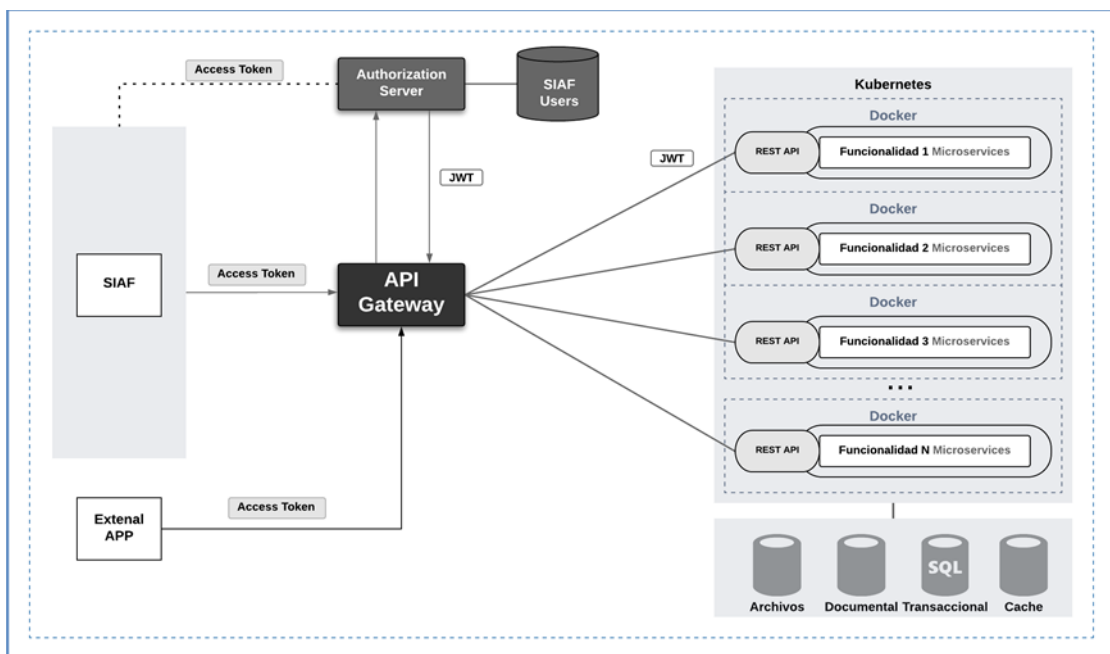 Access Token
Authorization
Server
SIAF
Users
JWT
SIAF
Access Token
API
Gateway
Extenal
APP
Access Token
JWT
Kubernetes
Docker
REST API
Funcionalidad 1 Microservices
Docker
REST API
Funcionalidad 2 Microservices
Docker
REST API
Funcionalidad 3 Microservices
...
Docker
REST API
Funcionalidad N Microservices
SQL
Archivos
Documental
Transaccional
Cache